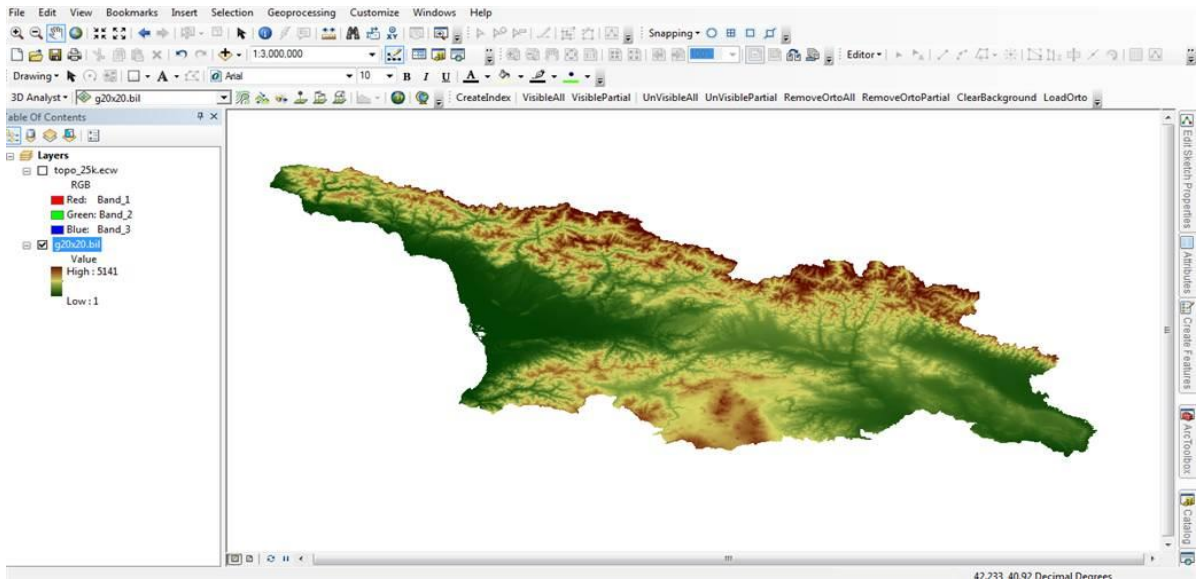 File Edit View Bookmarks Insert Selection Geoprocessing Customize Windows Help
1:3,000,000
Snapping
Editor
Drawing A Arial 10 B I U A
3D Analyst g20x20.bil CreateIndex VisibleAll VisiblePartial UnVisibleAll UnVisiblePartial RemoveOrtoAll RemoveOrtoPartial ClearBackground LoadOrto
able Of Contents
Layers
topo_25k.ecw
RGB
Red: Band_1
Green: Band_2
Blue: Band_3
g20x20.bil
Value
High : 5141
Low : 1
Edit Sketch Properties
Attributes
Create Features
ArcToolbox
Catalog
42.233 40.92 Decimal Degrees